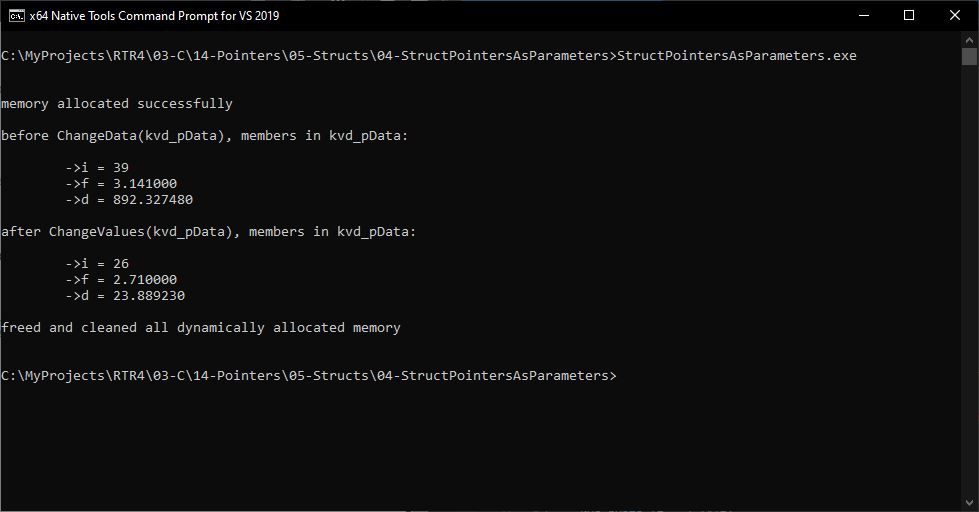 x64 Native Tools Command Prompt for VS 2019
C:\MyProjects\RTR4\03-C\14-Pointers\05-Structs\04-StructPointersAsParameters>StructPointersAsParameters.exe
memory allocated successfully
before ChangeData(kvd_pData), members in kvd_pData:
->i = 39
->f = 3.141000
->d = 892.327480
after ChangeValues(kvd_pData), members in kvd_pData:
->i = 26
->f = 2.710000
->d = 23.889230
freed and cleaned all dynamically allocated memory
C:\MyProjects\RTR4\03-C\14-Pointers\05-Structs\04-StructPointersAsParameters>